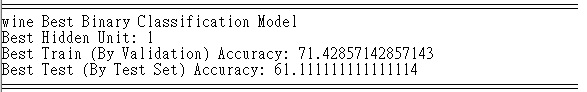 wine Best Binary Classification Model
Best Hidden Unit: 1
Best Train (By Validation) Accuracy: 71.42857142857143
Best Test (By Test Set) Accuracy: 61.111111111111114